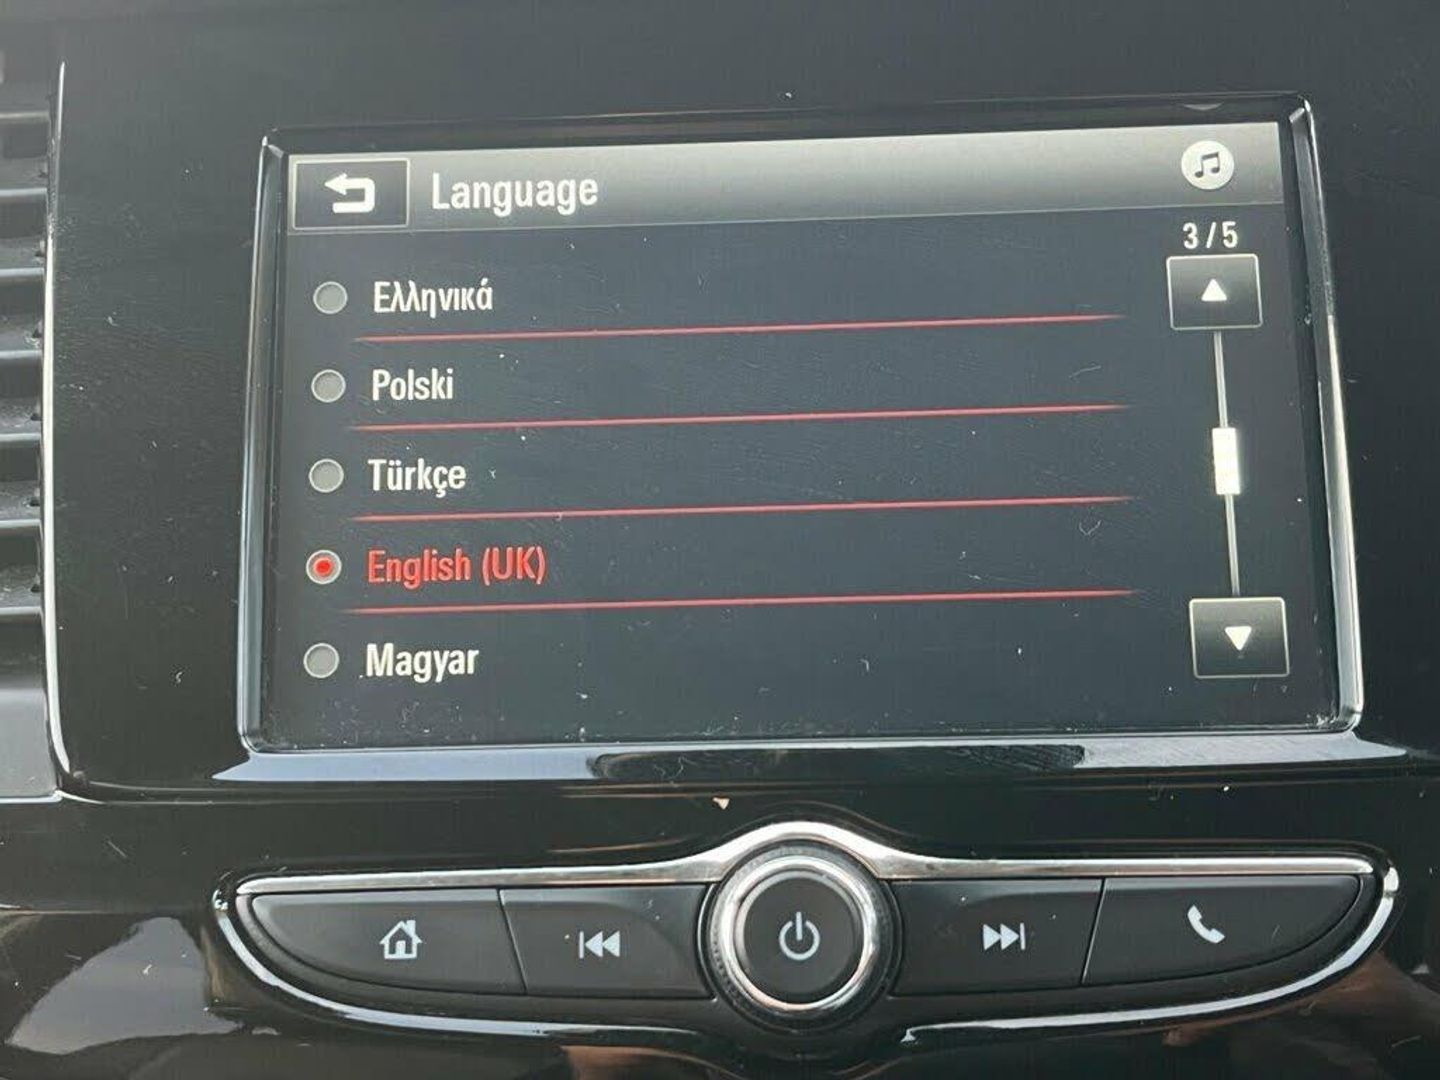 Language
3/5
Ελληνικά
Polski
Türkçe
English (UK)
Magyar